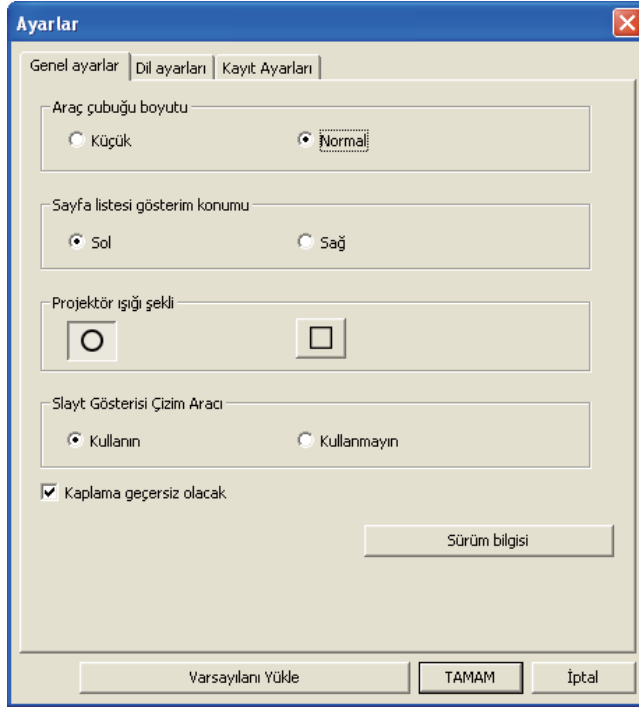 Ayarlar
Genel ayarlar Dil ayarları Kayıt Ayarları
Araç çubuğu boyutu
Küçük Normal
Sayfa listesi gösterim konumu
Sol Sağ
Projektör ışığı şekli
Slayt Gösterisi Çizim Aracı
Kullanın Kullanmayın
Kaplama geçersiz olacak
Sürüm bilgisi
Varsayılanı Yükle TAMAM İptal